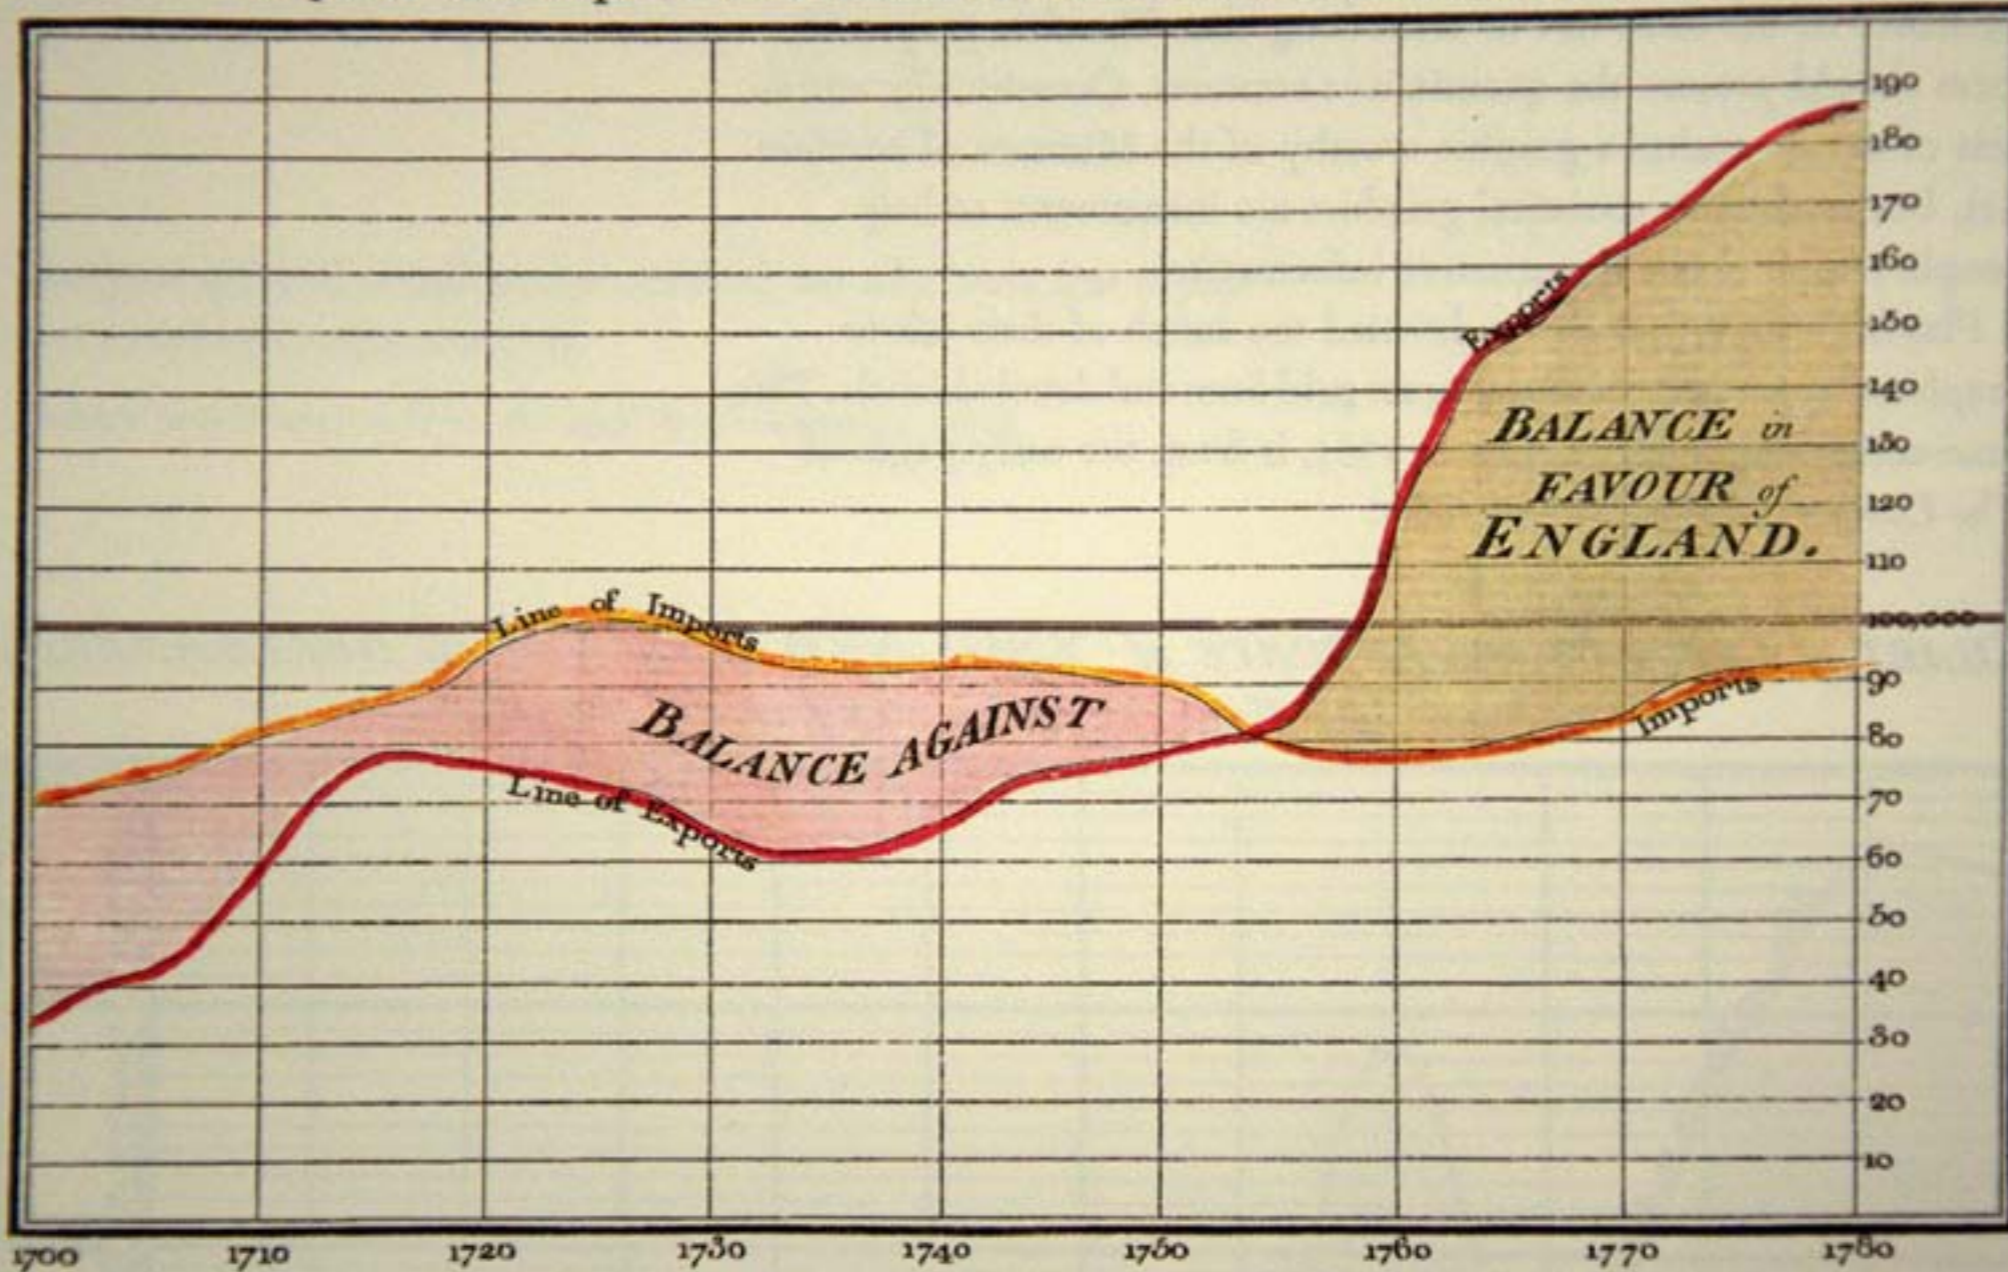 190
180
170
160
150
140
130
120
110
100,000
90
80
70
60
50
40
30
20
10
Exports
BALANCE in
FAVOUR of
ENGLAND.
Line of Imports
BALANCE AGAINST
Line of Exports
Imports
1700 1710 1720 1730 1740 1750 1760 1770 1780